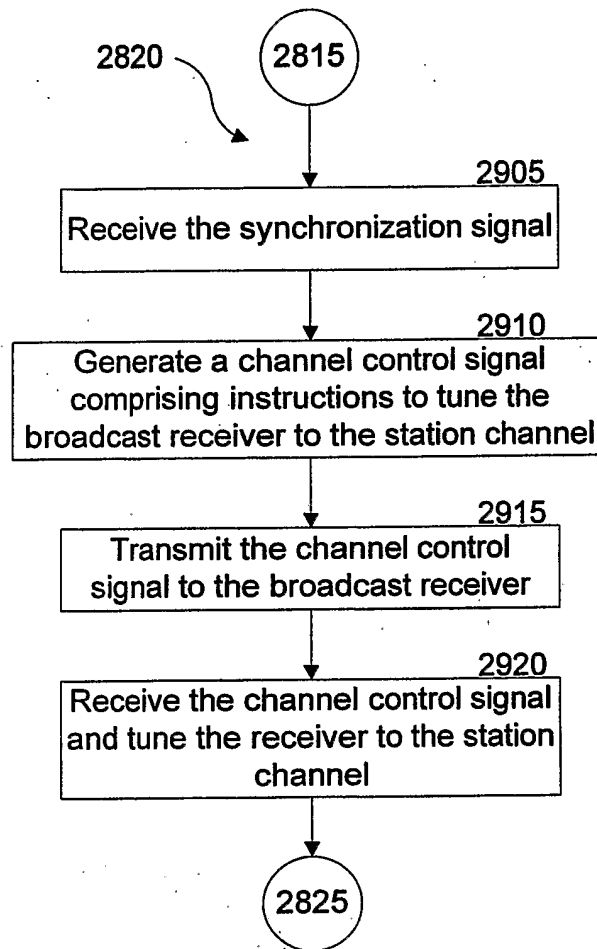 2820
2815
2905
Receive the synchronization signal
2910
Generate a channel control signal
comprising instructions to tune the
broadcast receiver to the station channel
2915
Transmit the channel control
signal to the broadcast receiver
2920
Receive the channel control signal
and tune the receiver to the station
channel
2825